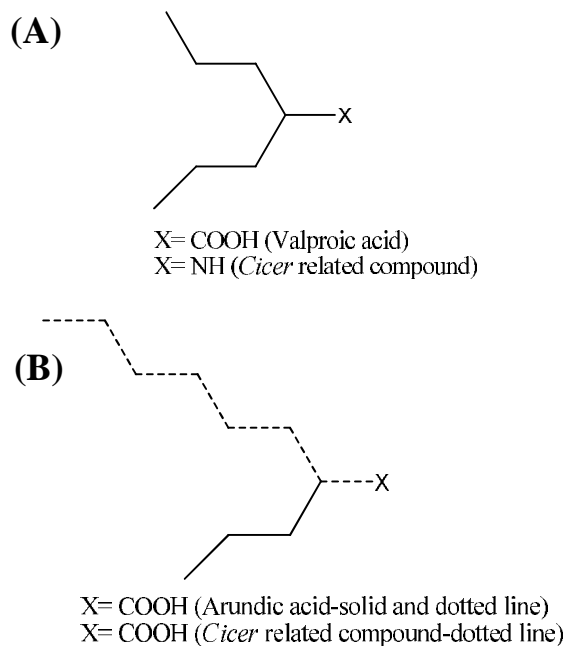 (A)
X
X= COOH (Valproic acid)
X= NH (Cicer related compound)
(B)
X
X= COOH (Arundic acid-solid and dotted line)
X= COOH (Cicer related compound-dotted line)